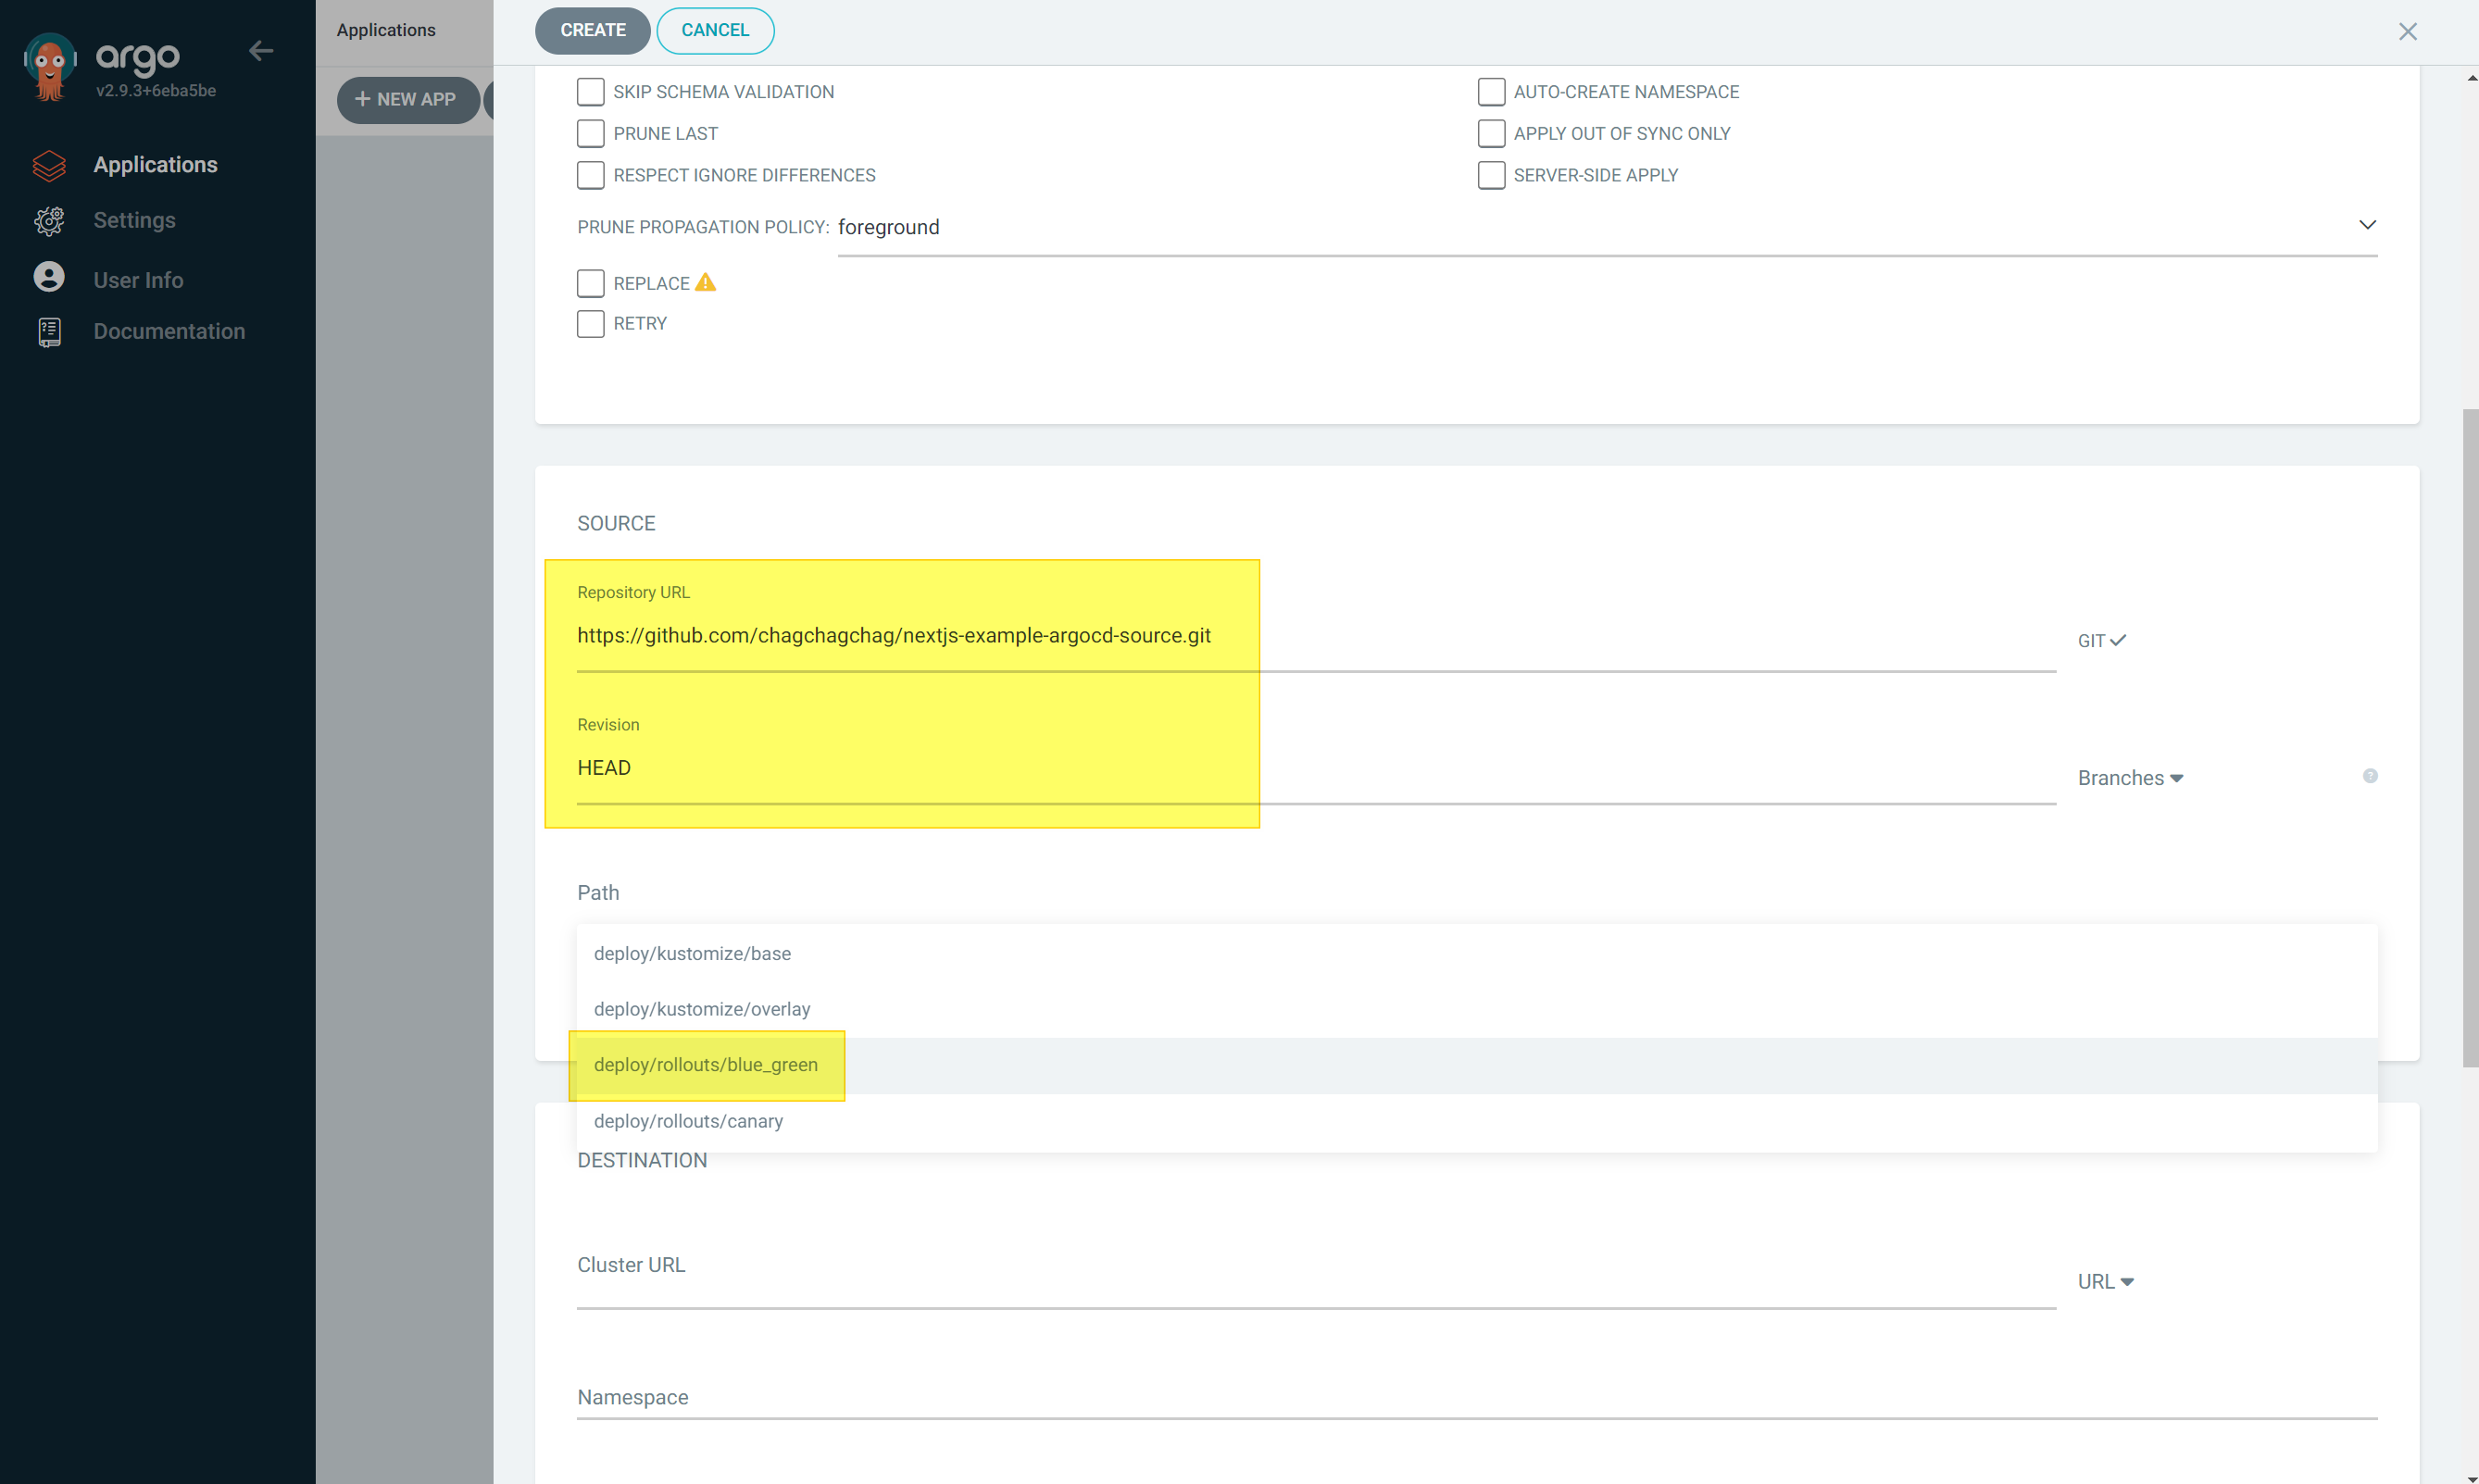 argo
v2.9.3+6eba5be
Applications
Settings
User Info
Documentation
Applications
+ NEW APP
CREATE
CANCEL
SKIP SCHEMA VALIDATION
AUTO-CREATE NAMESPACE
PRUNE LAST
APPLY OUT OF SYNC ONLY
RESPECT IGNORE DIFFERENCES
SERVER-SIDE APPLY
PRUNE PROPAGATION POLICY: foreground
REPLACE
RETRY
SOURCE
Repository URL
https://github.com/chagchagchag/nextjs-example-argocd-source.git
GIT
Revision
HEAD
Branches
Path
deploy/kustomize/base
deploy/kustomize/overlay
deploy/rollouts/blue_green
deploy/rollouts/canary
DESTINATION
Cluster URL
URL
Namespace